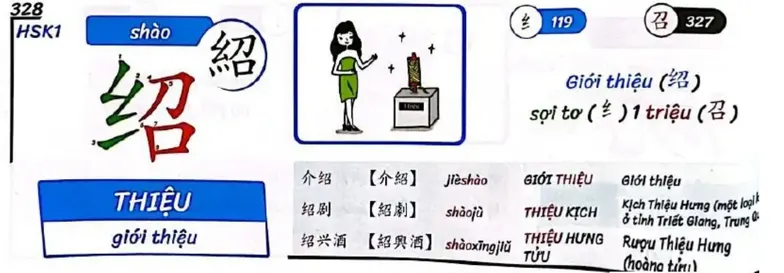 328
HSK1
shào
紹
绍
THIỆU
giới thiệu
纟 119
召 327
Giới thiệu (绍)
sợi tơ (纟) 1 triệu (召)
介绍 【介紹】 jièshào GIỚI THIỆU Giới thiệu
绍剧 【紹劇】 shàojù THIỆU KỊCH Kịch Thiệu Hưng (một loại
ở tỉnh Triết Giang, Trung
绍兴酒 【紹興酒】 shàoxīngjiǔ THIỆU HƯNG TỬU Rượu Thiệu Hưng
(hoàng tửu)